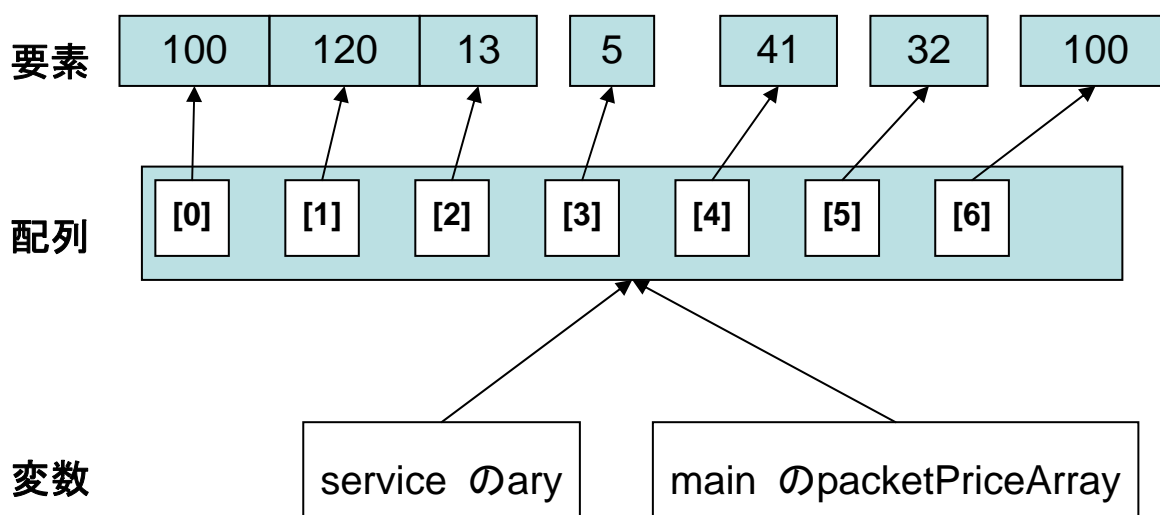 要素 100 120 13 5 41 32 100
配列 [0] [1] [2] [3] [4] [5] [6]
変数 service のary main のpacketPriceArray